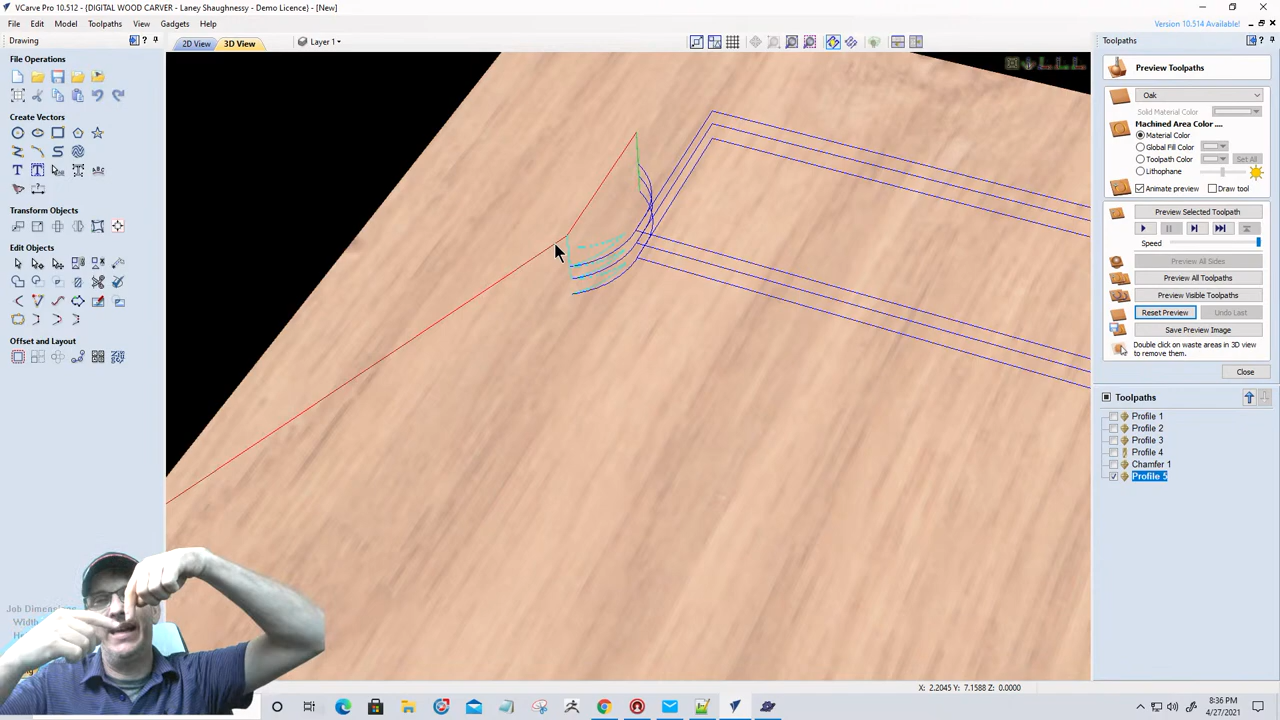 VCarve Pro 10.512 - {DIGITAL WOOD CARVER - Laney Shaughnessy - Demo Licence} - [New]
File Edit Model Toolpaths View Gadgets Help
Version 10.514 Available!
Drawing
2D View 3D View Layer 1
Toolpaths
File Operations
Create Vectors
Transform Objects
Edit Objects
Offset and Layout
Job Dimensions
Preview Toolpaths
Oak
Solid Material Color
Machined Area Color ....
Material Color
Global Fill Color
Set All
Toolpath Color
Lithophane
Animate preview Draw tool
Preview Selected Toolpath
Speed
Preview All Sides
Preview All Toolpaths
Preview Visible Toolpaths
Reset Preview Undo Last
Save Preview Image
Double click on waste areas in 3D view
to remove them.
Close
Toolpaths
Profile 1
Profile 2
Profile 3
Profile 4
Chamfer 1
Profile 5
X: 2.2045 Y: 7.1588 Z: 0.0000
8:36 PM
4/27/2021